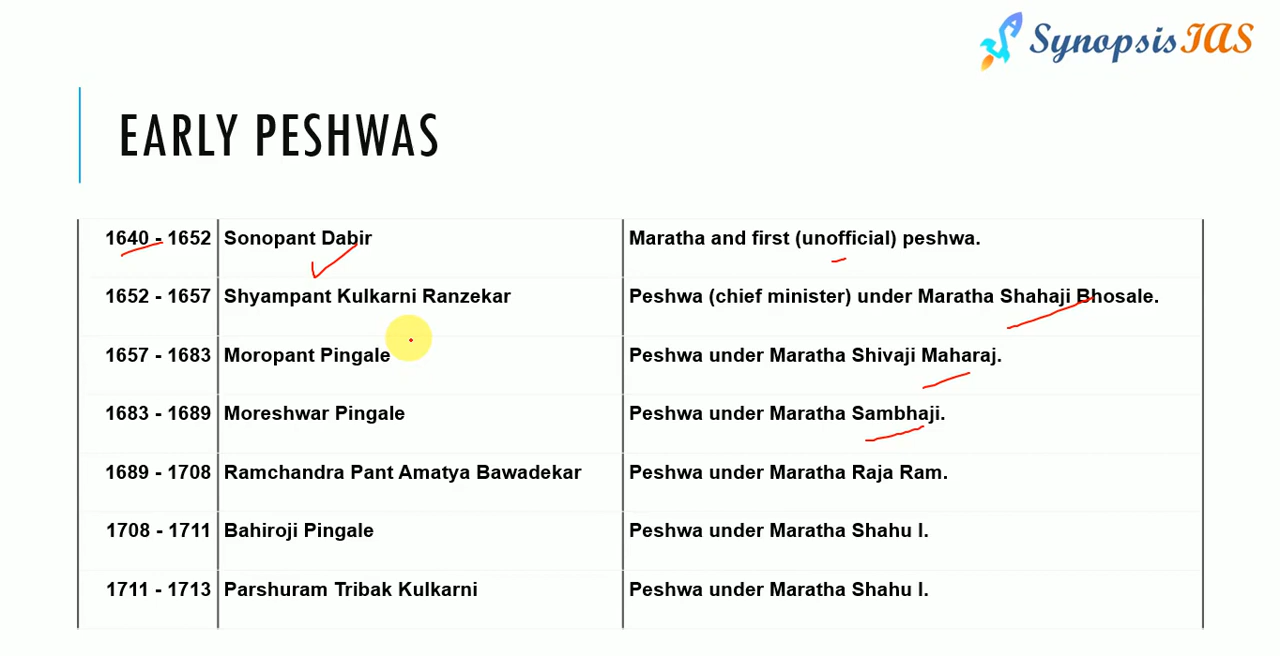 Synopsis IAS
EARLY PESHWAS
1640 - 1652 Sonopant Dabir Maratha and first (unofficial) peshwa.
1652 - 1657 Shyampant Kulkarni Ranzekar Peshwa (chief minister) under Maratha Shahaji Bhosale.
1657 - 1683 Moropant Pingale Peshwa under Maratha Shivaji Maharaj.
1683 - 1689 Moreshwar Pingale Peshwa under Maratha Sambhaji.
1689 - 1708 Ramchandra Pant Amatya Bawadekar Peshwa under Maratha Raja Ram.
1708 - 1711 Bahiroji Pingale Peshwa under Maratha Shahu I.
1711 - 1713 Parshuram Tribak Kulkarni Peshwa under Maratha Shahu I.